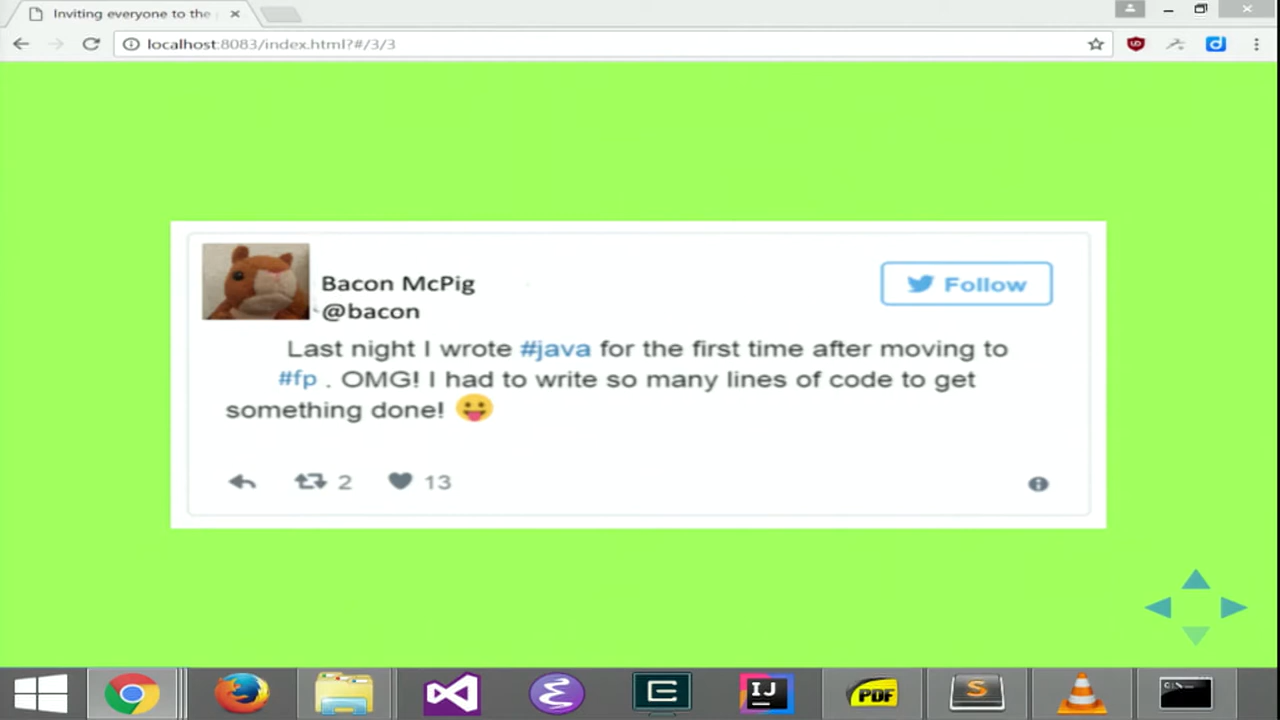 Inviting everyone to the
localhost:8083/index.html?#/3/3
Bacon McPig
Follow
@bacon
Last night I wrote #java for the first time after moving to
#fp . OMG! I had to write so many lines of code to get
something done! 😛
2 13
IJ
PDF
S
C:\